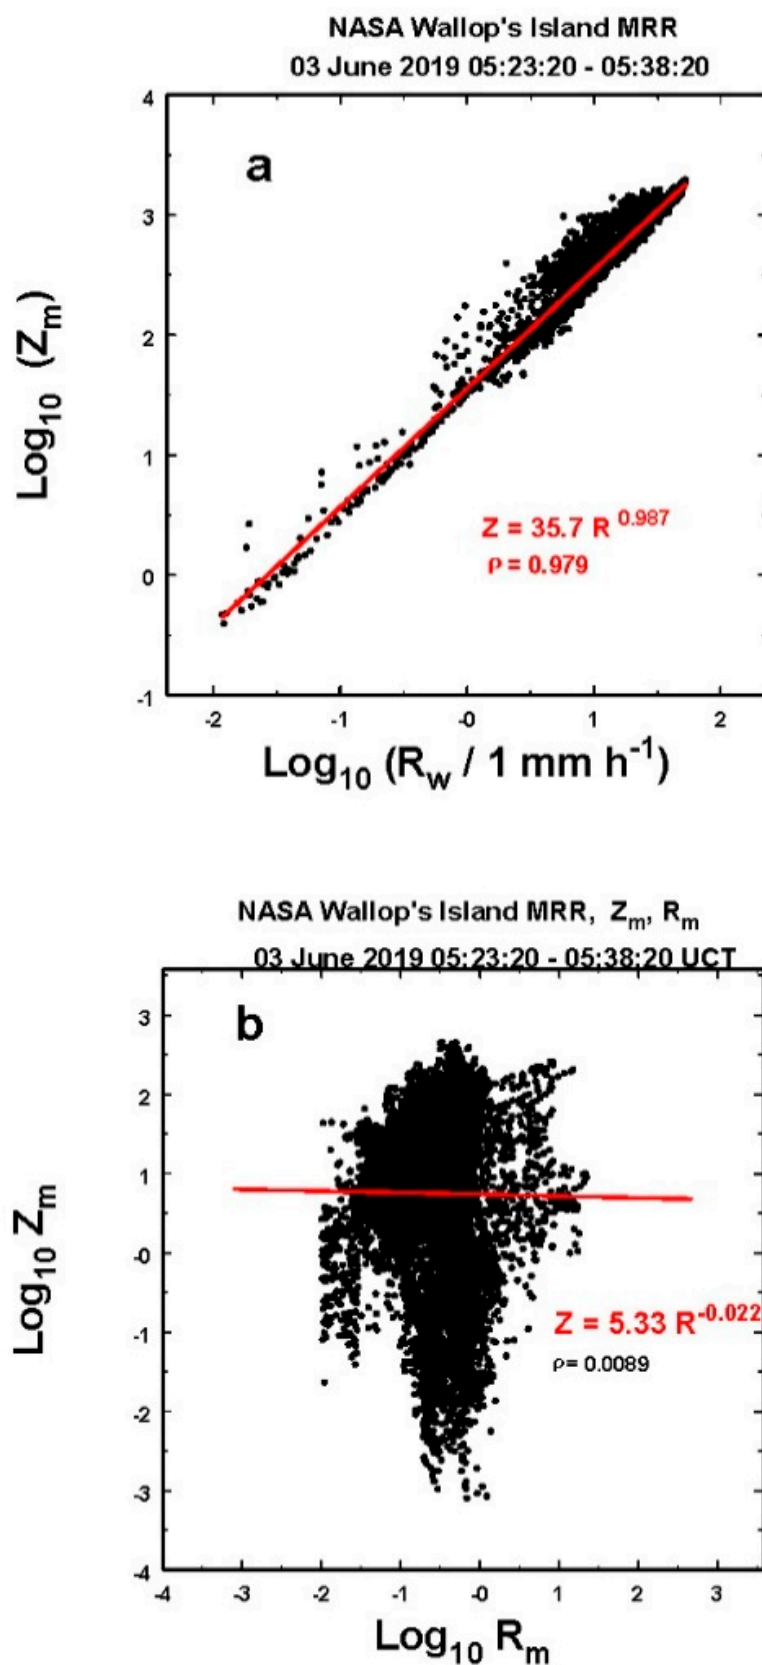 NASA Wallop's Island MRR
03 June 2019 05:23:20 - 05:38:20
4
a
3
2
1
0
-1
Log₁₀ (Zₘ)
Z = 35.7 R^0.987
ρ = 0.979
-2 -1 -0 1 2
Log₁₀ (R_w / 1 mm h⁻¹)
NASA Wallop's Island MRR, Zₘ, Rₘ
03 June 2019 05:23:20 - 05:38:20 UCT
b
3
2
1
-0
-1
-2
-3
-4
Log₁₀ Zₘ
Z = 5.33 R^-0.022
ρ = 0.0089
-4 -3 -2 -1 -0 1 2 3
Log₁₀ Rₘ